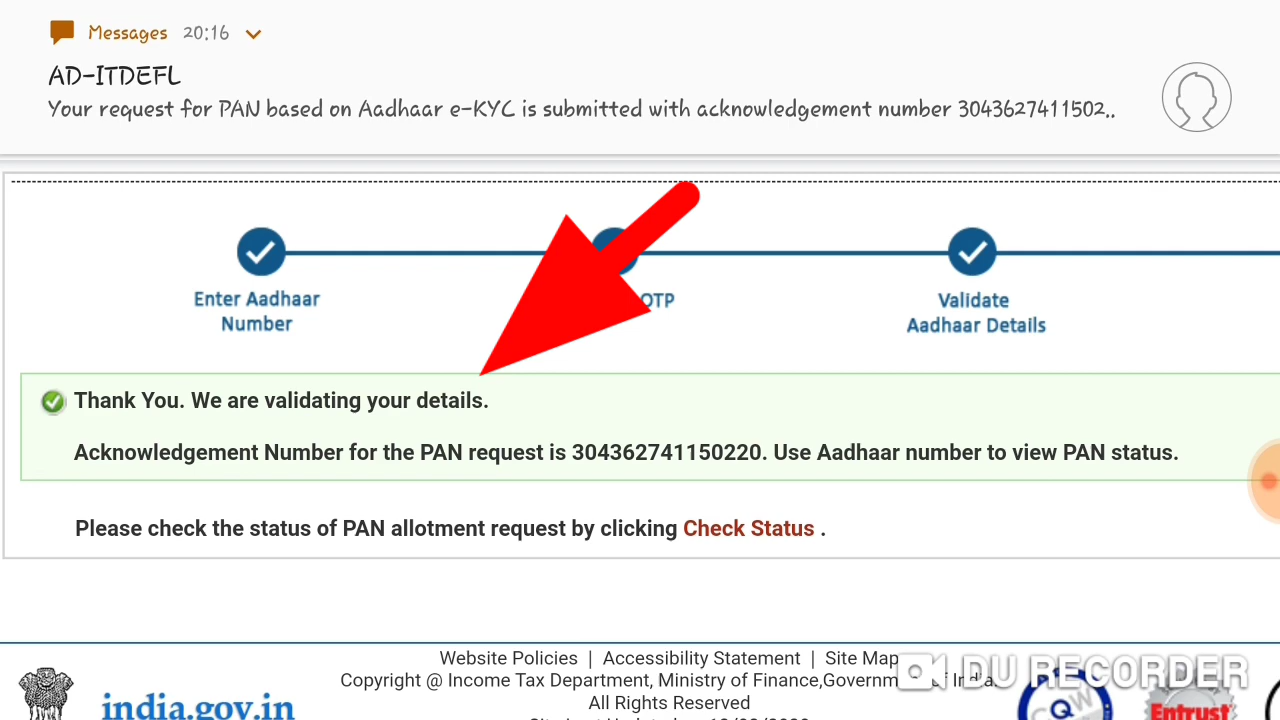 Messages 20:16
AD-ITDEFL
Your request for PAN based on Aadhaar e-KYC is submitted with acknowledgement number 3043627411502..
Enter Aadhaar
Number
OTP
Validate
Aadhaar Details
Thank You. We are validating your details.
Acknowledgement Number for the PAN request is 304362741150220. Use Aadhaar number to view PAN status.
Please check the status of PAN allotment request by clicking Check Status .
Website Policies | Accessibility Statement | Site Map
Copyright @ Income Tax Department, Ministry of Finance,Government of India.
All Rights Reserved
DU RECORDER
india.gov.in
Entrust